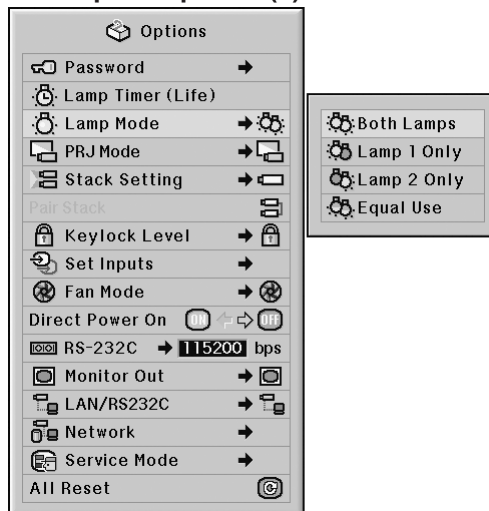 Options
Password
Lamp Timer (Life)
Lamp Mode
PRJ Mode
Stack Setting
Pair Stack
Keylock Level
Set Inputs
Fan Mode
Direct Power On ON OFF
RS-232C 115200 bps
Monitor Out
LAN/RS232C
Network
Service Mode
All Reset
Both Lamps
Lamp 1 Only
Lamp 2 Only
Equal Use